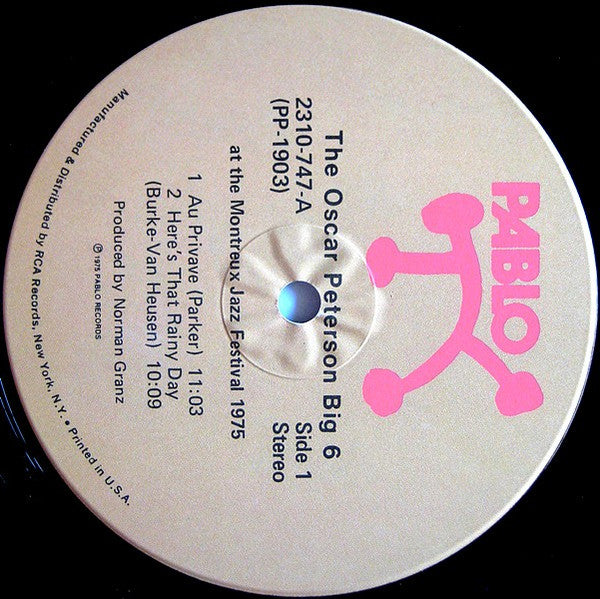 PABLO
The Oscar Peterson Big 6
2310-747-A Side 1
(PP-1903) Stereo
at the Montreux Jazz Festival 1975
1 Au Privave (Parker) 11:03
2 Here's That Rainy Day
(Burke-Van Heusen) 10:09
Produced by Norman Granz
℗ 1975 PABLO RECORDS
Manufactured & Distributed by RCA Records, New York, N.Y. • Printed in U.S.A.